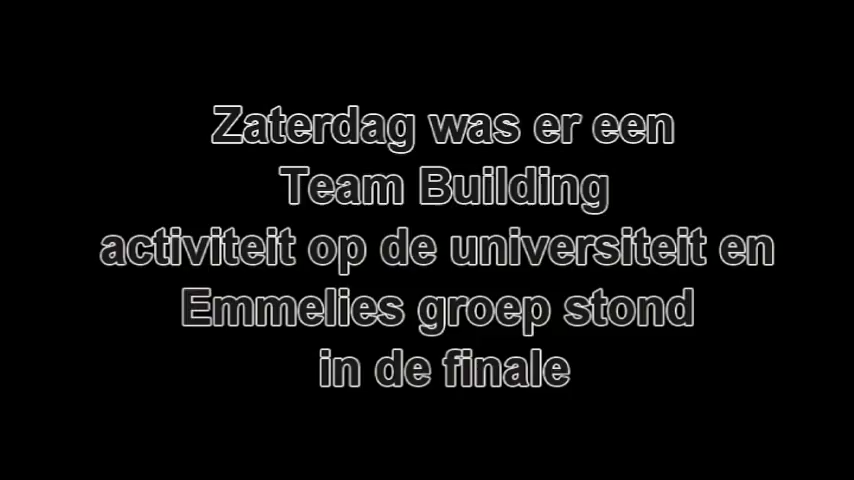 Zaterdag was er een
Team Building
activiteit op de universiteit en
Emmelies groep stond
in de finale